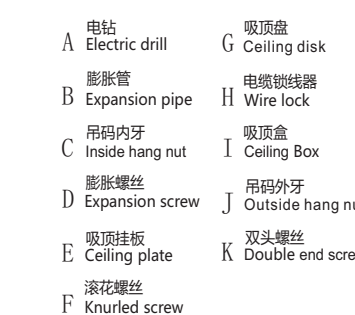 A 电钻
Electric drill
B 膨胀管
Expansion pipe
C 吊码内牙
Inside hang nut
D 膨胀螺丝
Expansion screw
E 吸顶挂板
Ceiling plate
F 滚花螺丝
Knurled screw
G 吸顶盘
Ceiling disk
H 电缆锁线器
Wire lock
I 吸顶盒
Ceiling Box
J 吊码外牙
Outside hang nu
K 双头螺丝
Double end scre